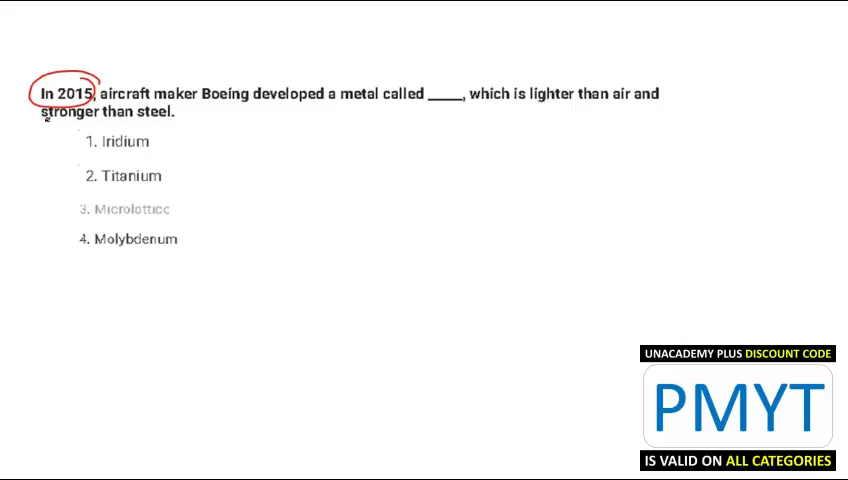 In 2015, aircraft maker Boeing developed a metal called _____, which is lighter than air and
stronger than steel.
1. Iridium
2. Titanium
3. Microlattice
4. Molybdenum
UNACADEMY PLUS DISCOUNT CODE
PMYT
IS VALID ON ALL CATEGORIES